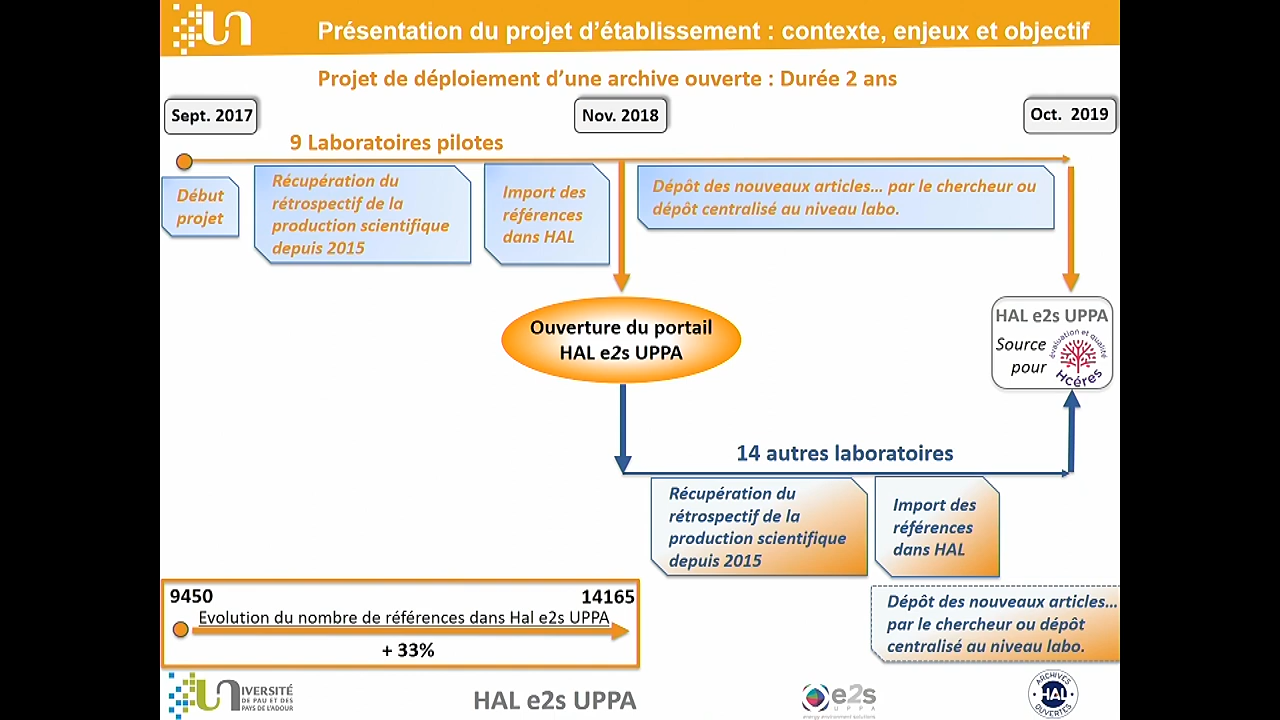 Présentation du projet d'établissement : contexte, enjeux et objectif
Projet de déploiement d'une archive ouverte : Durée 2 ans
Sept. 2017
Nov. 2018
Oct. 2019
9 Laboratoires pilotes
Début
projet
Récupération du
rétrospectif de la
production scientifique
depuis 2015
Import des
références
dans HAL
Dépôt des nouveaux articles... par le chercheur ou
dépôt centralisé au niveau labo.
Ouverture du portail
HAL e2s UPPA
HAL e2s UPPA
Source
pour
évaluation et qualité
Hcéres
14 autres laboratoires
Récupération du
rétrospectif de la
production scientifique
depuis 2015
Import des
références
dans HAL
Dépôt des nouveaux articles...
par le chercheur ou dépôt
centralisé au niveau labo.
9450
14165
Evolution du nombre de références dans Hal e2s UPPA
+ 33%
UNIVERSITÉ
DE PAU ET DES
PAYS DE L'ADOUR
HAL e2s UPPA
e2s
UPPA
energy environment solutions
ARCHIVES
HAL
OUVERTES